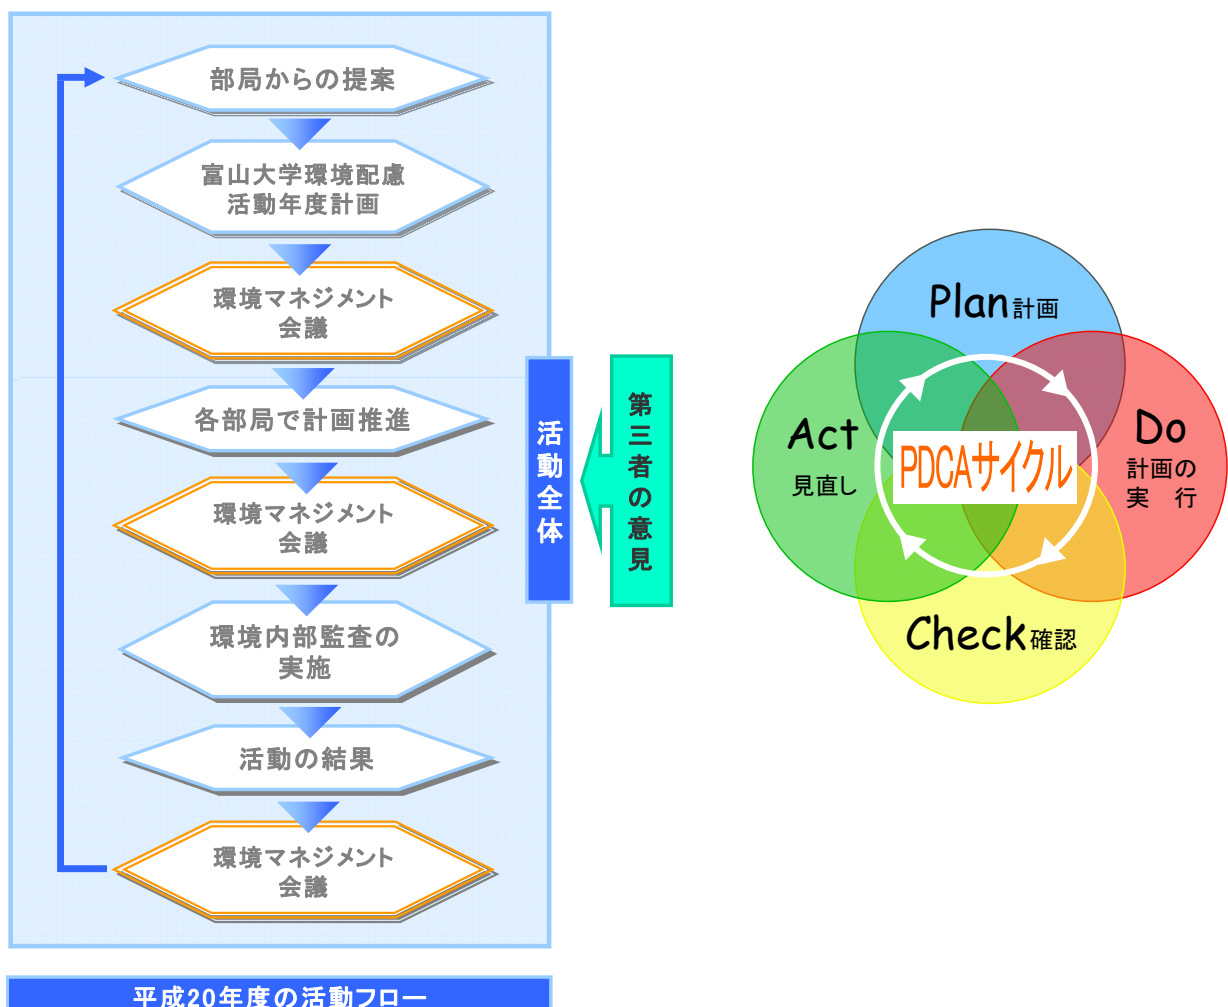 部局からの提案
富山大学環境配慮
活動年度計画
環境マネジメント
会議
各部局で計画推進
環境マネジメント
会議
環境内部監査の
実施
活動の結果
環境マネジメント
会議
活動全体
第三者の意見
平成20年度の活動フロー
Plan計画
Do
計画の
実 行
Check確認
Act
見直し
PDCAサイクル